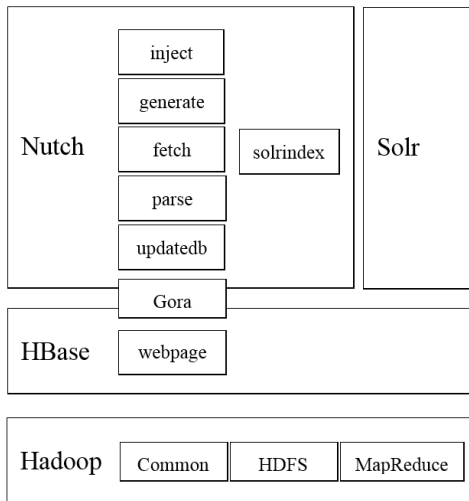 inject
generate
Nutch
fetch
solrindex
Solr
parse
updatedb
Gora
HBase
webpage
Hadoop
Common
HDFS
MapReduce